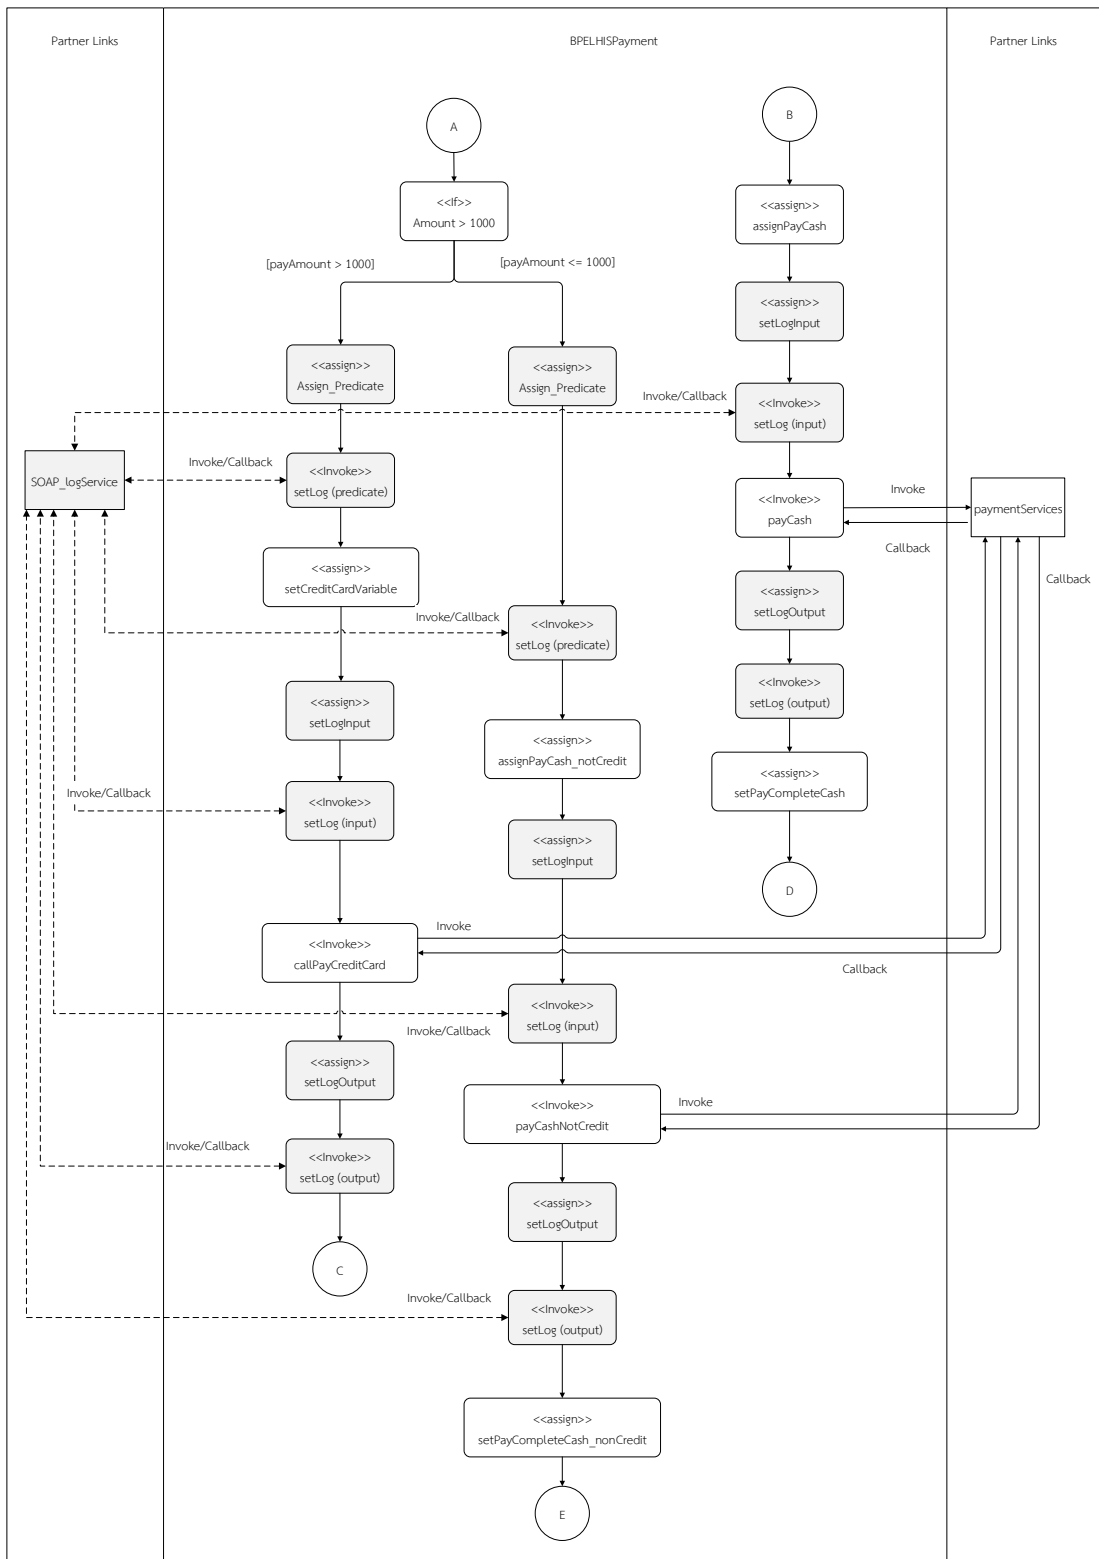 Partner Links
BPELHISPayment
Partner Links
A
B
<<If>>
Amount > 1000
<<assign>>
assignPayCash
[payAmount > 1000]
[payAmount <= 1000]
<<assign>>
setLogInput
<<assign>>
Assign_Predicate
<<assign>>
Assign_Predicate
Invoke/Callback
<<Invoke>>
setLog (input)
SOAP_logService
Invoke/Callback
<<Invoke>>
setLog (predicate)
<<Invoke>>
payCash
Invoke
paymentServices
Callback
Callback
<<assign>>
setCreditCardVariable
<<assign>>
setLogOutput
Invoke/Callback
<<Invoke>>
setLog (predicate)
<<Invoke>>
setLog (output)
<<assign>>
setLogInput
<<assign>>
assignPayCash_notCredit
<<assign>>
setPayCompleteCash
Invoke/Callback
<<Invoke>>
setLog (input)
<<assign>>
setLogInput
D
Invoke
<<Invoke>>
callPayCreditCard
Callback
<<Invoke>>
setLog (input)
Invoke/Callback
<<assign>>
setLogOutput
<<Invoke>>
payCashNotCredit
Invoke
Invoke/Callback
<<Invoke>>
setLog (output)
<<assign>>
setLogOutput
C
Invoke/Callback
<<Invoke>>
setLog (output)
<<assign>>
setPayCompleteCash_nonCredit
E